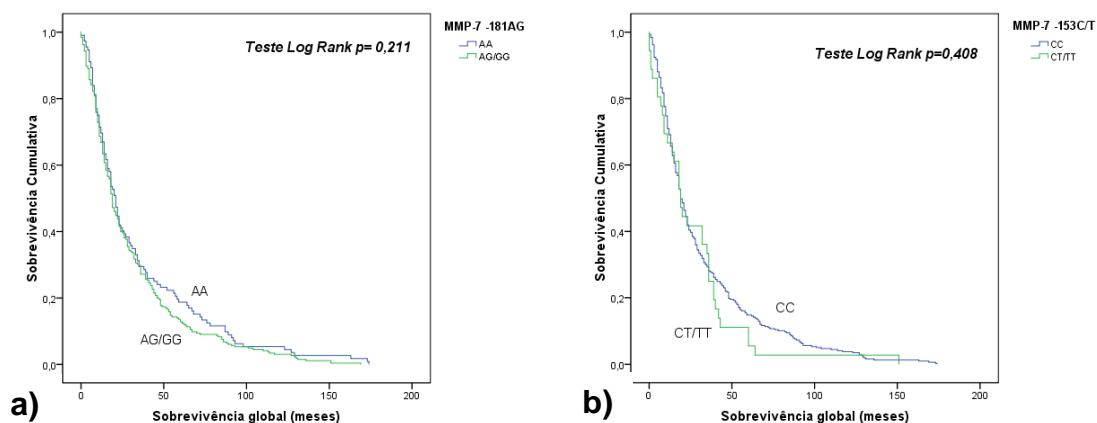 MMP-7 -181AG
Teste Log Rank p= 0,211
AA
AG/GG
1,0
0,8
0,6
0,4
0,2
0,0
Sobrevivência Cumulativa
AA
AG/GG
0
50
100
150
200
Sobrevivência global (meses)
a)
MMP-7 -153C/T
Teste Log Rank p=0,408
CC
CT/TT
1,0
0,8
0,6
0,4
0,2
0,0
Sobrevivência Cumulativa
CC
CT/TT
0
50
100
150
200
Sobrevivência global (meses)
b)